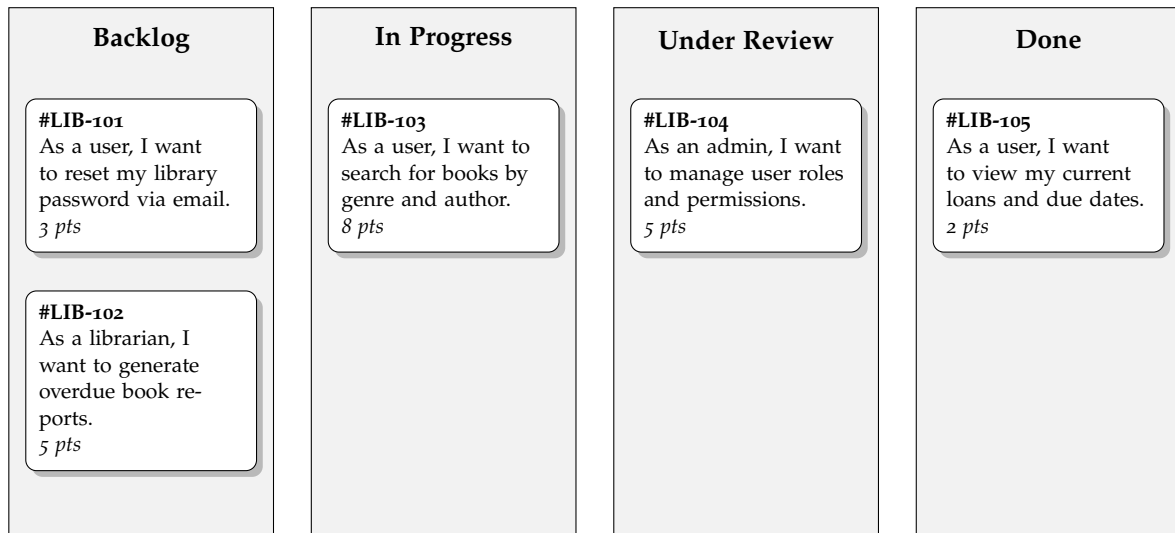 Backlog
#LIB-101
As a user, I want
to reset my library
password via email.
3 pts
#LIB-102
As a librarian, I
want to generate
overdue book re-
ports.
5 pts
In Progress
#LIB-103
As a user, I want to
search for books by
genre and author.
8 pts
Under Review
#LIB-104
As an admin, I want
to manage user roles
and permissions.
5 pts
Done
#LIB-105
As a user, I want
to view my current
loans and due dates.
2 pts